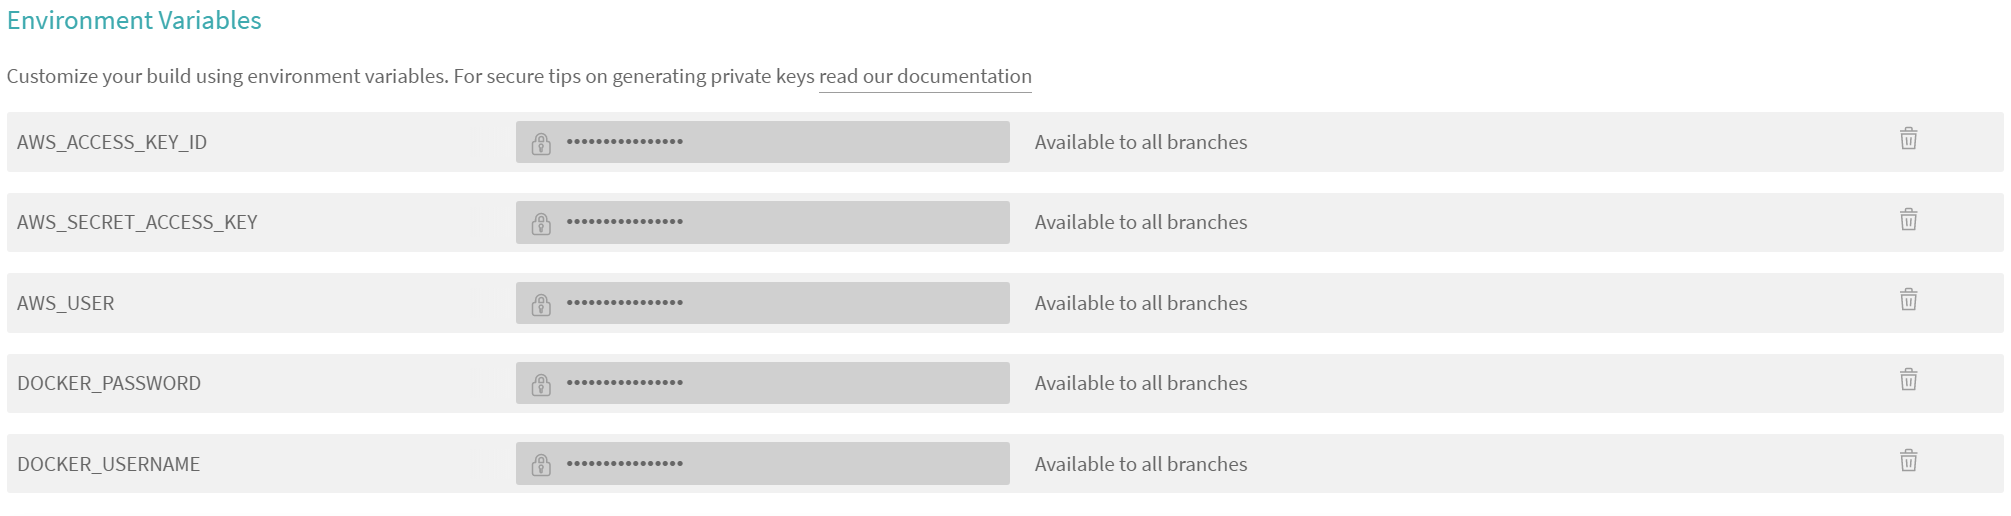 Environment Variables
Customize your build using environment variables. For secure tips on generating private keys read our documentation
AWS_ACCESS_KEY_ID •••••••••••••••• Available to all branches
AWS_SECRET_ACCESS_KEY •••••••••••••••• Available to all branches
AWS_USER •••••••••••••••• Available to all branches
DOCKER_PASSWORD •••••••••••••••• Available to all branches
DOCKER_USERNAME •••••••••••••••• Available to all branches